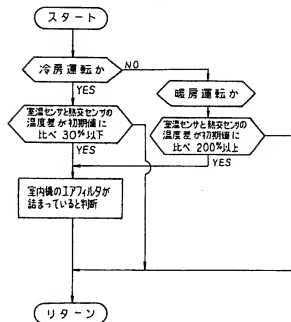 スタート
冷房運転か
NO
YES
暖房運転か
室温センサと熱交センサの
温度差が初期値に
比べ 30%以下
YES
室温センサと熱交センサの
温度差が初期値に
比べ 200%以上
YES
室内機のエアフィルタが
詰まっていると判断
リターン